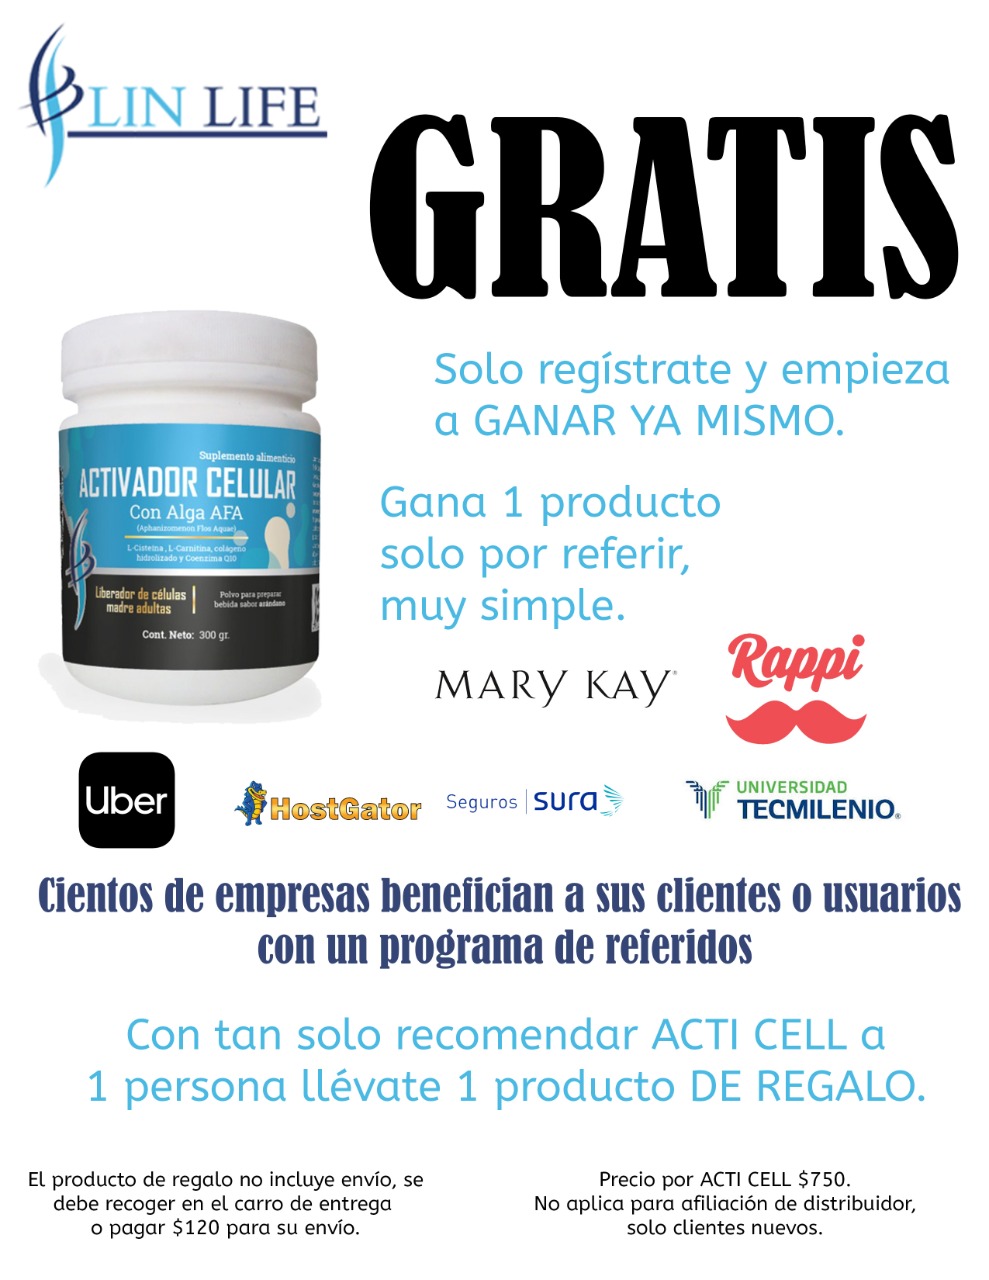 LIN LIFE
GRATIS
Solo regístrate y empieza
a GANAR YA MISMO.
Gana 1 producto
solo por referir,
muy simple.
Suplemento alimenticio
ACTIVADOR CELULAR
Con Alga AFA
(Aphanizomenon Flos Aquae)
L-Cisteína, L-Carnitina, colágeno
hidrolizado y Coenzima Q10
Liberador de células
madre adultas
Polvo para preparar
bebida sabor arándano
Cont. Neto: 300 gr.
MARY KAY®
Rappi
Uber
HostGator
Seguros | sura
UNIVERSIDAD
TECMILENIO®
Cientos de empresas benefician a sus clientes o usuarios
con un programa de referidos
Con tan solo recomendar ACTI CELL a
1 persona llévate 1 producto DE REGALO.
El producto de regalo no incluye envío, se
debe recoger en el carro de entrega
o pagar $120 para su envío.
Precio por ACTI CELL $750.
No aplica para afiliación de distribuidor,
solo clientes nuevos.